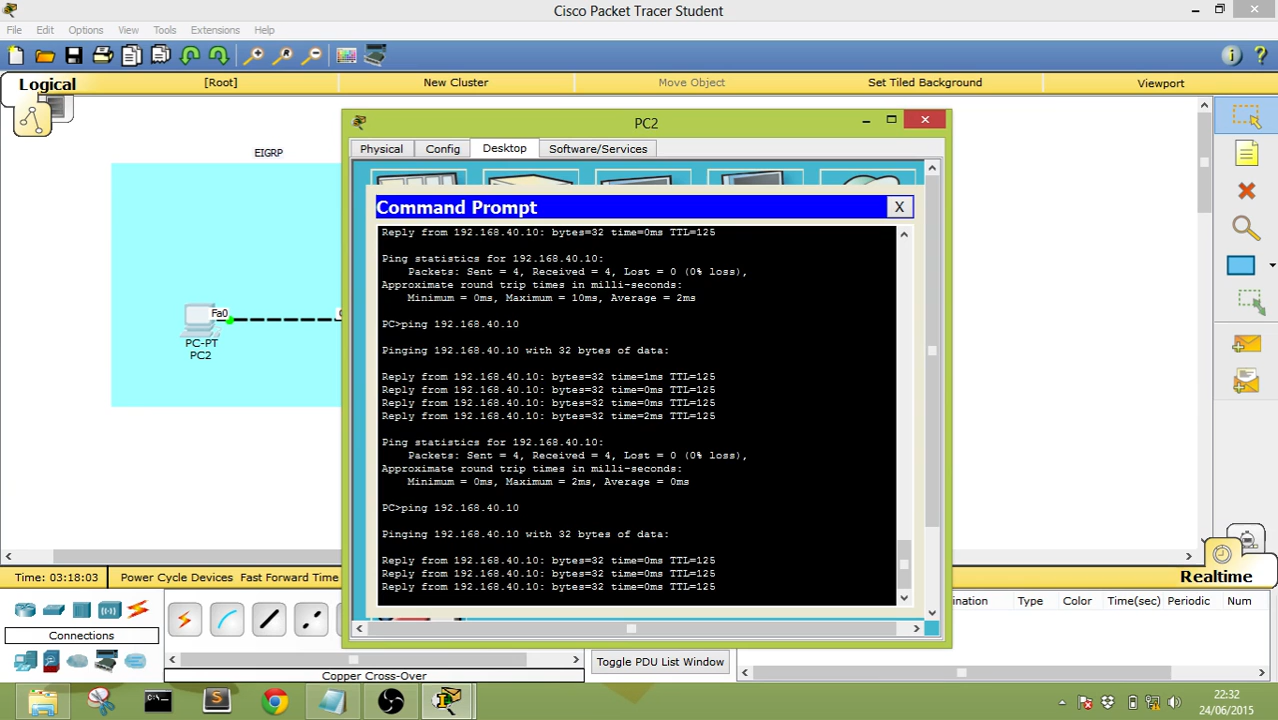 Cisco Packet Tracer Student
File Edit Options View Tools Extensions Help
Logical [Root] New Cluster Move Object Set Tiled Background Viewport
EIGRP
Fa0
PC-PT
PC2
PC2
Physical Config Desktop Software/Services
Command Prompt X
Reply from 192.168.40.10: bytes=32 time=0ms TTL=125
Ping statistics for 192.168.40.10:
Packets: Sent = 4, Received = 4, Lost = 0 (0% loss),
Approximate round trip times in milli-seconds:
Minimum = 0ms, Maximum = 10ms, Average = 2ms
PC>ping 192.168.40.10
Pinging 192.168.40.10 with 32 bytes of data:
Reply from 192.168.40.10: bytes=32 time=1ms TTL=125
Reply from 192.168.40.10: bytes=32 time=0ms TTL=125
Reply from 192.168.40.10: bytes=32 time=0ms TTL=125
Reply from 192.168.40.10: bytes=32 time=2ms TTL=125
Ping statistics for 192.168.40.10:
Packets: Sent = 4, Received = 4, Lost = 0 (0% loss),
Approximate round trip times in milli-seconds:
Minimum = 0ms, Maximum = 2ms, Average = 0ms
PC>ping 192.168.40.10
Pinging 192.168.40.10 with 32 bytes of data:
Reply from 192.168.40.10: bytes=32 time=0ms TTL=125
Reply from 192.168.40.10: bytes=32 time=0ms TTL=125
Reply from 192.168.40.10: bytes=32 time=0ms TTL=125
Time: 03:18:03 Power Cycle Devices Fast Forward Time
Realtime
ination Type Color Time(sec) Periodic Num
Connections
Toggle PDU List Window
Copper Cross-Over
22:32
24/06/2015